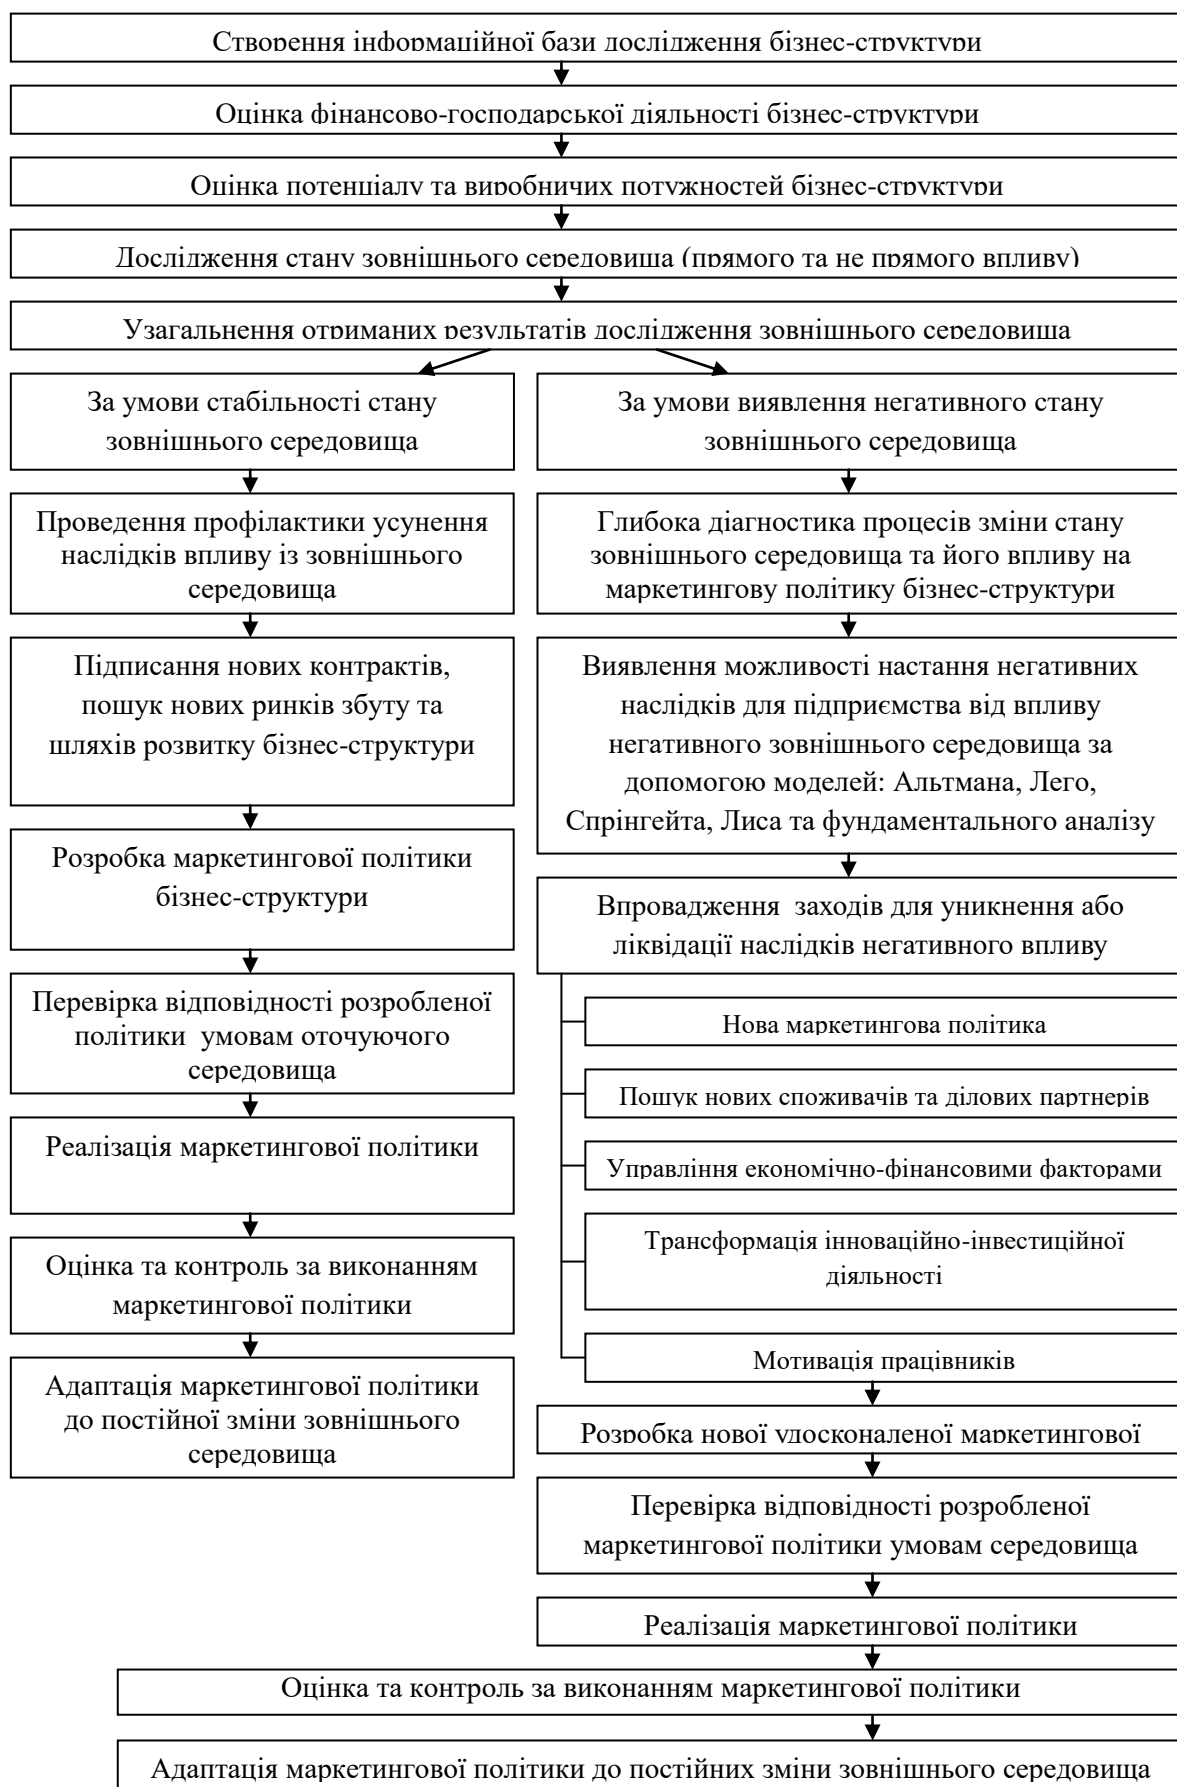 Створення інформаційної бази дослідження бізнес-структури
Оцінка фінансово-господарської діяльності бізнес-структури
Оцінка потенціалу та виробничих потужностей бізнес-структури
Дослідження стану зовнішнього середовища (прямого та не прямого впливу)
Узагальнення отриманих результатів дослідження зовнішнього середовища
За умови стабільності стану
зовнішнього середовища
Проведення профілактики усунення
наслідків впливу із зовнішнього
середовища
Підписання нових контрактів,
пошук нових ринків збуту та
шляхів розвитку бізнес-структури
Розробка маркетингової політики
бізнес-структури
Перевірка відповідності розробленої
політики умовам оточуючого
середовища
Реалізація маркетингової політики
Оцінка та контроль за виконанням
маркетингової політики
Адаптація маркетингової політики
до постійної зміни зовнішнього
середовища
За умови виявлення негативного стану
зовнішнього середовища
Глибока діагностика процесів зміни стану
зовнішнього середовища та його впливу на
маркетингову політику бізнес-структури
Виявлення можливості настання негативних
наслідків для підприємства від впливу
негативного зовнішнього середовища за
допомогою моделей: Альтмана, Лего,
Спрінгейта, Лиса та фундаментального аналізу
Впровадження заходів для уникнення або
ліквідації наслідків негативного впливу
Нова маркетингова політика
Пошук нових споживачів та ділових партнерів
Управління економічно-фінансовими факторами
Трансформація інноваційно-інвестиційної
діяльності
Мотивація працівників
Розробка нової удосконаленої маркетингової
Перевірка відповідності розробленої
маркетингової політики умовам середовища
Реалізація маркетингової політики
Оцінка та контроль за виконанням маркетингової політики
Адаптація маркетингової політики до постійних зміни зовнішнього середовища